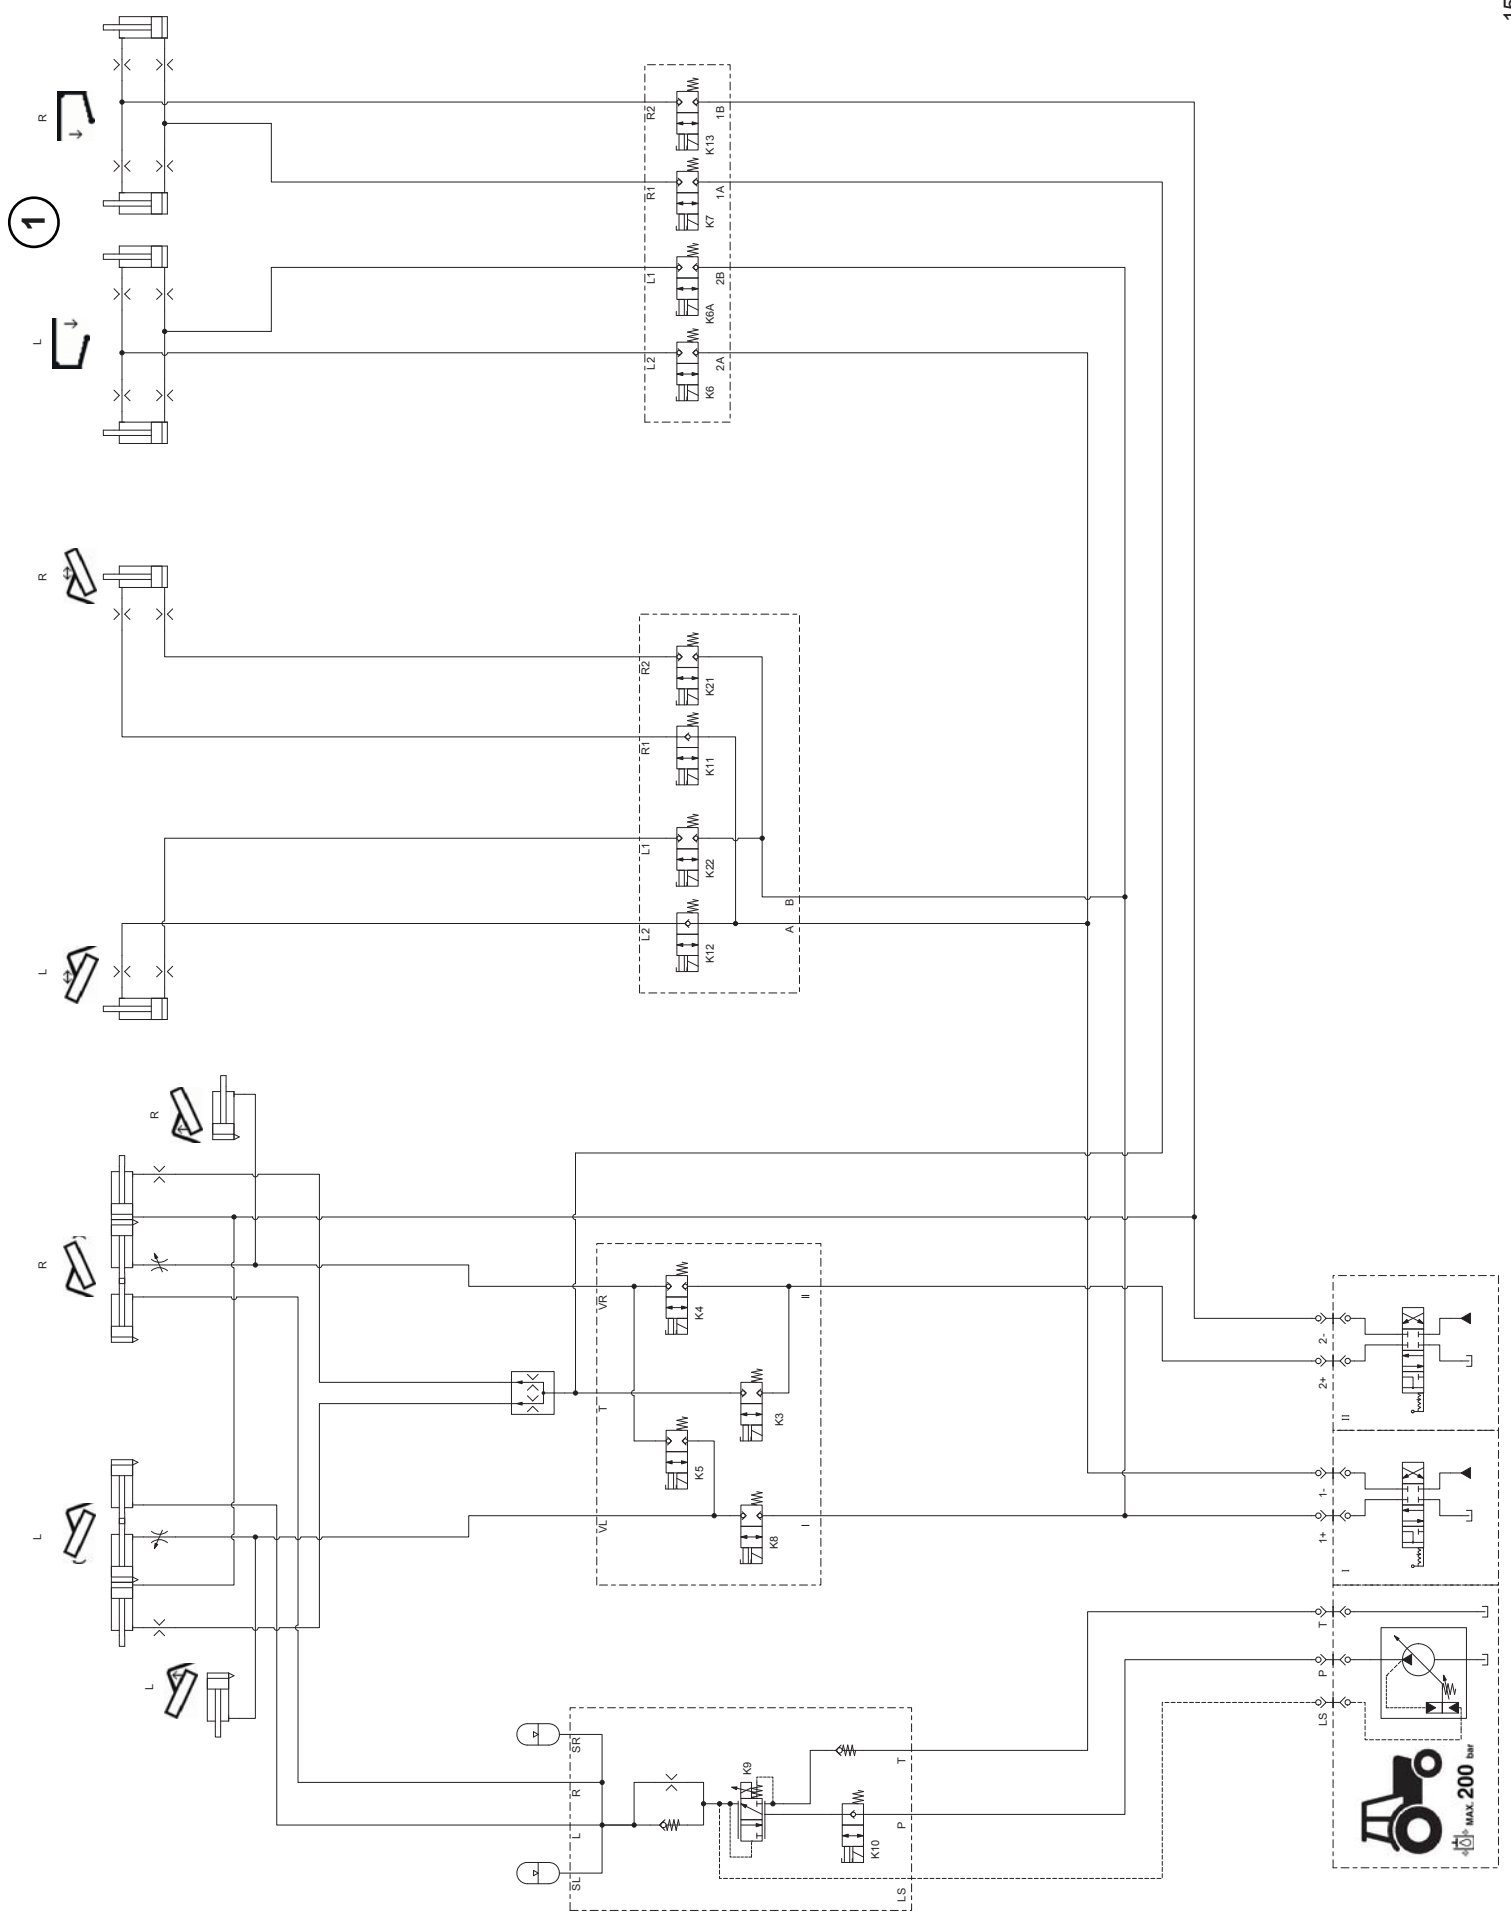 15
1
R
L
R
L
R
R
L
L
R2
1B
K13
R1
1A
K7
L1
2B
K6A
L2
2A
K6
R2
K21
R1
K11
L1
K22
L2
K12
B
A
VR
K4
II
T
K3
K5
VL
K8
I
2-
2+
II
1-
1+
I
T
P
LS
SR
R
L
SL
K9
K10
T
P
LS
MAX. 200 bar